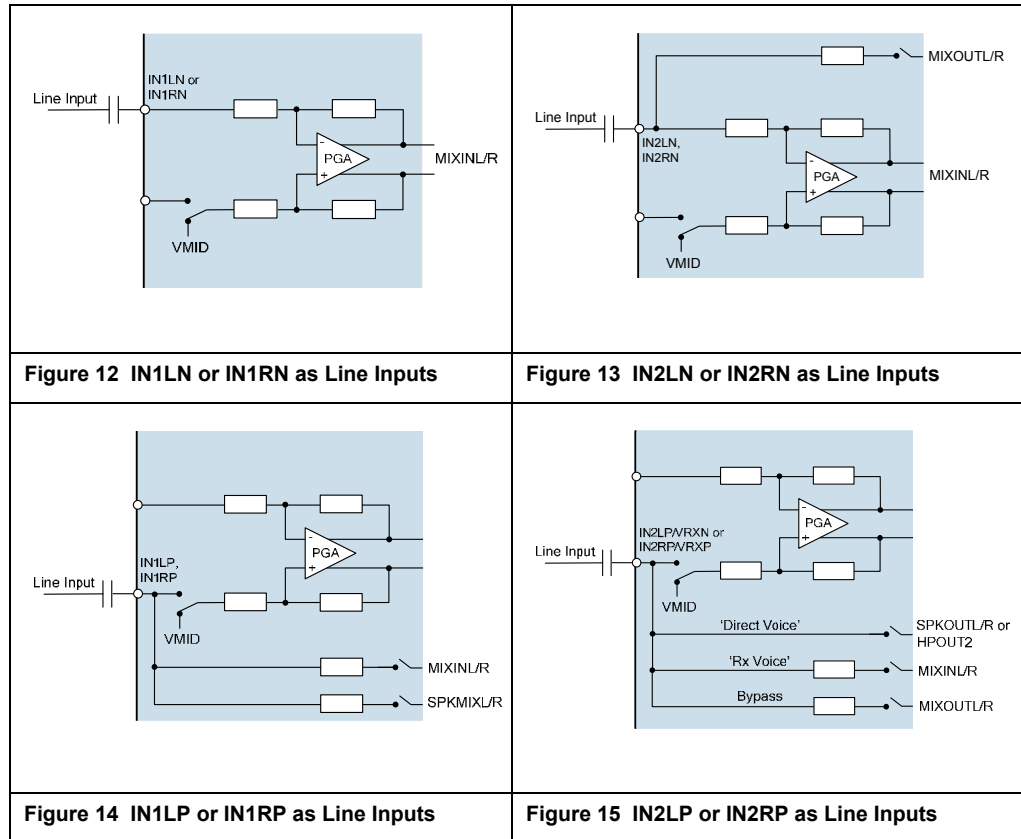 IN1LN or
IN1RN
Line Input
-
PGA
+
MIXINL/R
VMID
Figure 12 IN1LN or IN1RN as Line Inputs
MIXOUTL/R
Line Input
IN2LN,
IN2RN
-
PGA
+
MIXINL/R
VMID
Figure 13 IN2LN or IN2RN as Line Inputs
-
PGA
+
IN1LP,
IN1RP
Line Input
VMID
MIXINL/R
SPKMIXL/R
Figure 14 IN1LP or IN1RP as Line Inputs
-
PGA
+
IN2LP/VRXN or
IN2RP/VRXP
Line Input
VMID
'Direct Voice'
SPKOUTL/R or
HPOUT2
'Rx Voice'
MIXINL/R
Bypass
MIXOUTL/R
Figure 15 IN2LP or IN2RP as Line Inputs